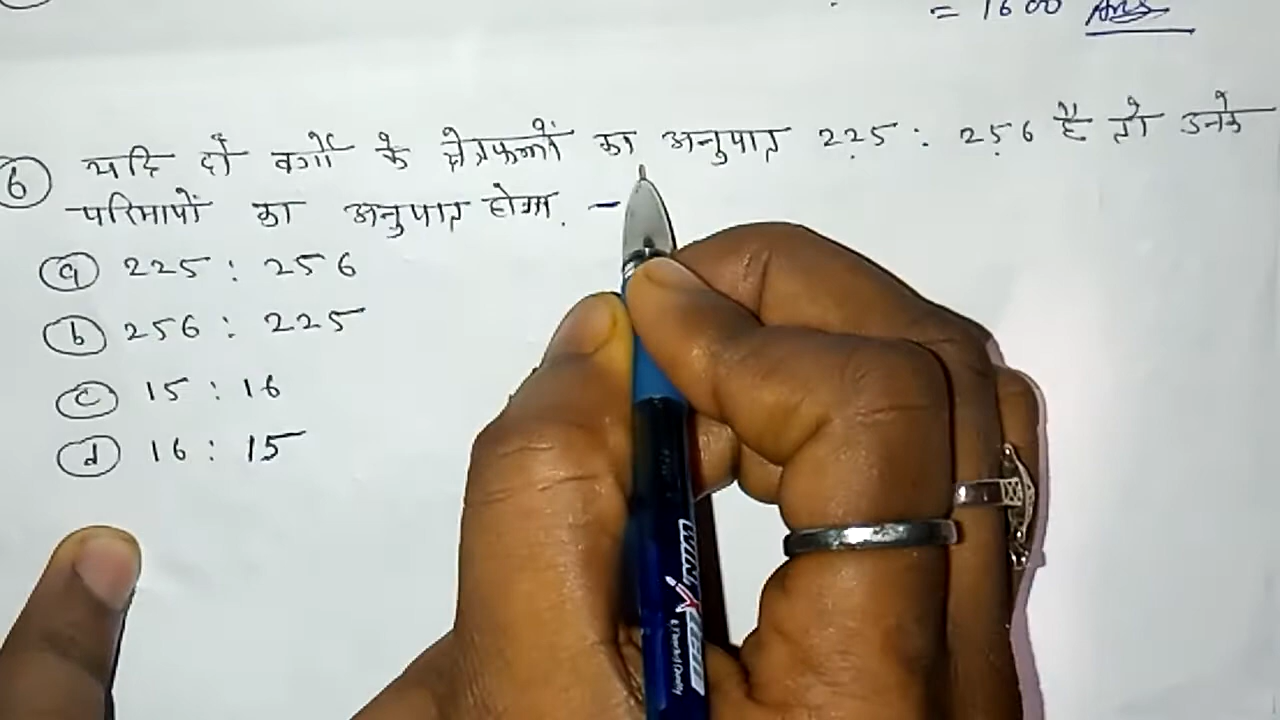 = 1600 Ans
6 यदि दो वर्गो के क्षेत्रफलों का अनुपात 225 : 256 है तो उनके
परिमापों का अनुपात होगा. -
a 225 : 256
b 256 : 225
c 15 : 16
d 16 : 15